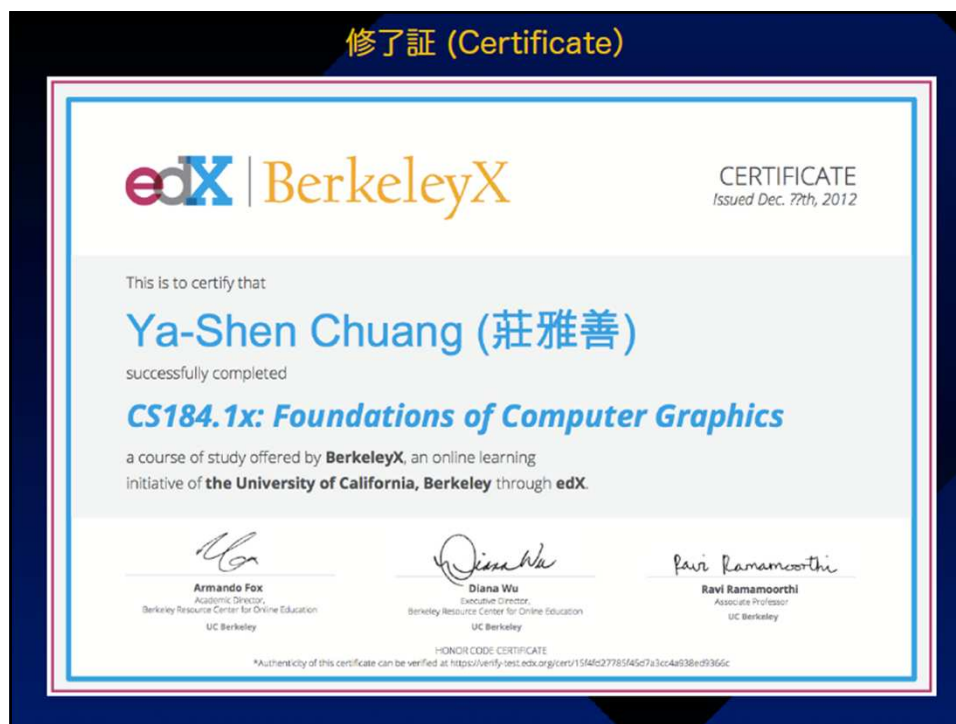 修了証 (Certificate)
edX | BerkeleyX
CERTIFICATE
Issued Dec. ??th, 2012
This is to certify that
Ya-Shen Chuang (莊雅善)
successfully completed
CS184.1x: Foundations of Computer Graphics
a course of study offered by BerkeleyX, an online learning
initiative of the University of California, Berkeley through edX.
Diana Wu
Ravi Ramamoorthi
Armando Fox
Academic Director,
Berkeley Resource Center for Online Education
UC Berkeley
Diana Wu
Executive Director,
Berkeley Resource Center for Online Education
UC Berkeley
Ravi Ramamoorthi
Associate Professor
UC Berkeley
HONOR CODE CERTIFICATE
*Authenticity of this certificate can be verified at https://verify-test.edx.org/cert/15f4fd27785f45d7a3cc4a938ed9366c